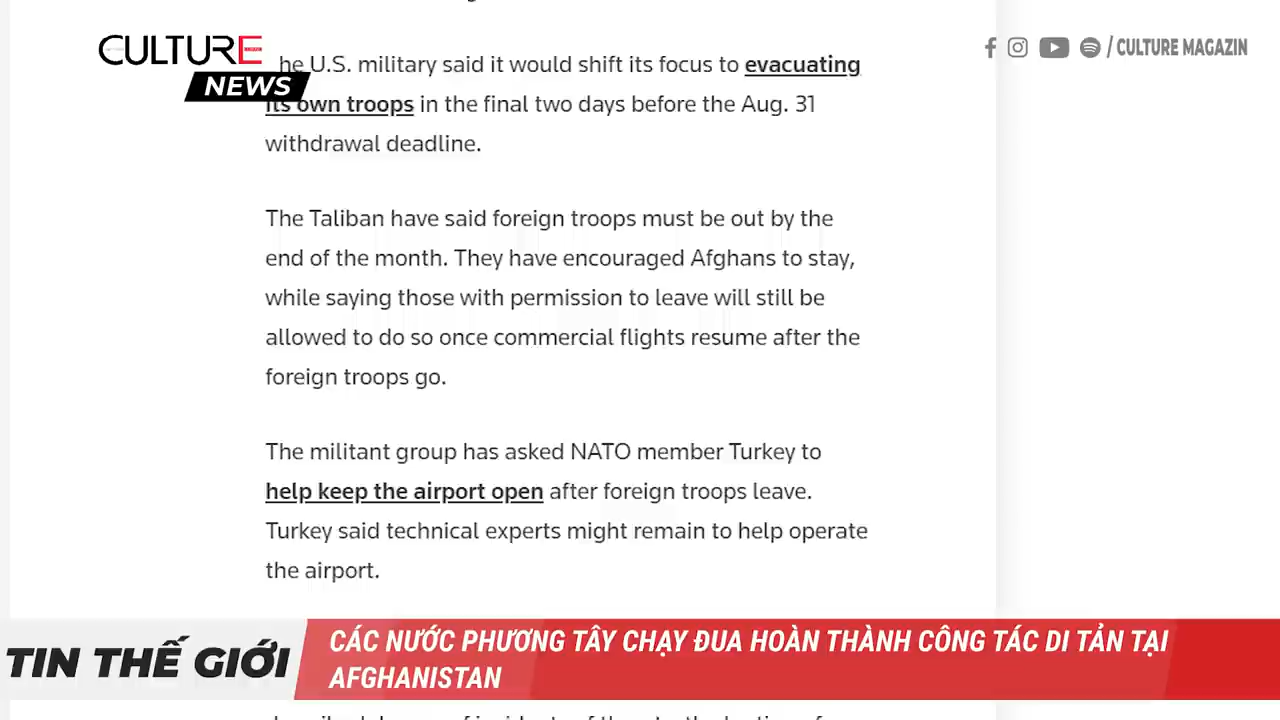 CULTURE
NEWS
/ CULTURE MAGAZIN
he U.S. military said it would shift its focus to evacuating
its own troops in the final two days before the Aug. 31
withdrawal deadline.
The Taliban have said foreign troops must be out by the
end of the month. They have encouraged Afghans to stay,
while saying those with permission to leave will still be
allowed to do so once commercial flights resume after the
foreign troops go.
The militant group has asked NATO member Turkey to
help keep the airport open after foreign troops leave.
Turkey said technical experts might remain to help operate
the airport.
TIN THẾ GIỚI
CÁC NƯỚC PHƯƠNG TÂY CHẠY ĐUA HOÀN THÀNH CÔNG TÁC DI TẢN TẠI
AFGHANISTAN